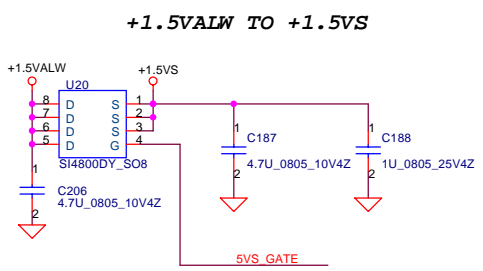 +1.5VALW TO +1.5VS
+1.5VALW
+1.5VS
U20
8 D S 1
7 D S 2
6 D S 3
5 D G 4
SI4800DY_SO8
1
C206
4.7U_0805_10V4Z
2
1
C187
4.7U_0805_10V4Z
2
1
C188
1U_0805_25V4Z
2
5VS_GATE